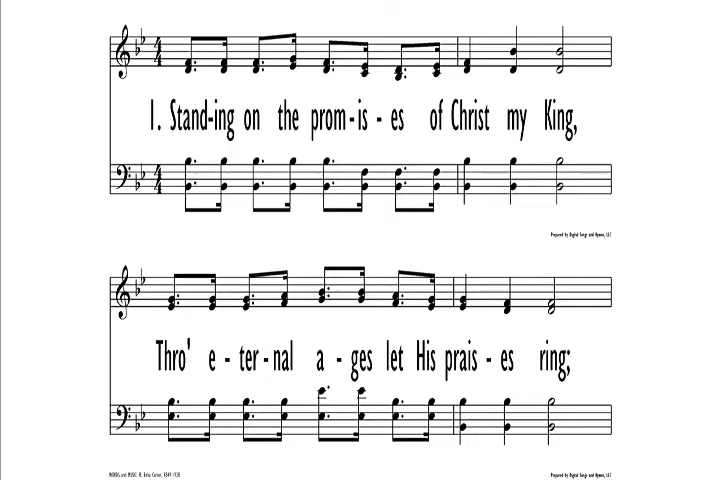 1. Stand-ing on the prom-is-es of Christ my King,
Prepared by Digital Songs and Hymns, LLC
Thro' e-ter-nal a-ges let His prais-es ring;
WORDS and MUSIC: R. Kelso Carter, 1849-1928
Prepared by Digital Songs and Hymns, LLC